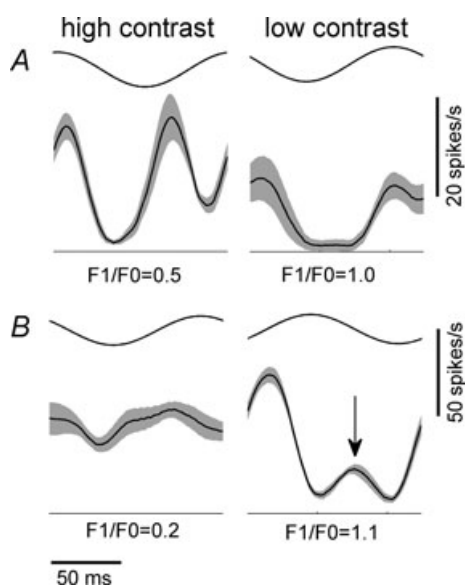 high contrast low contrast
A
20 spikes/s
F1/F0=0.5 F1/F0=1.0
B
50 spikes/s
F1/F0=0.2 F1/F0=1.1
50 ms